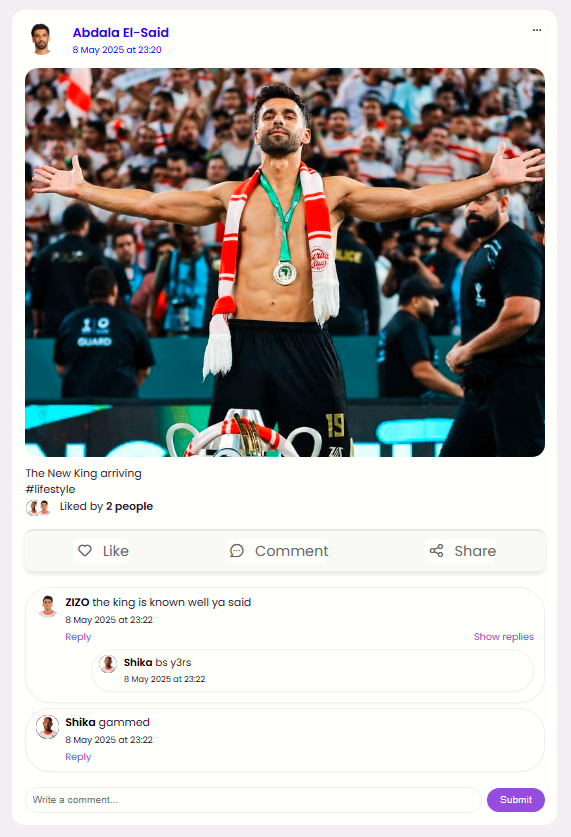 Abdala El-Said
8 May 2025 at 23:20
...
POLICE
GUARD
19
The New King arriving
#lifestyle
Liked by 2 people
Like Comment Share
ZIZO the king is known well ya said
8 May 2025 at 23:22
Reply Show replies
Shika bs y3rs
8 May 2025 at 23:22
Shika gammed
8 May 2025 at 23:22
Reply
Write a comment... Submit